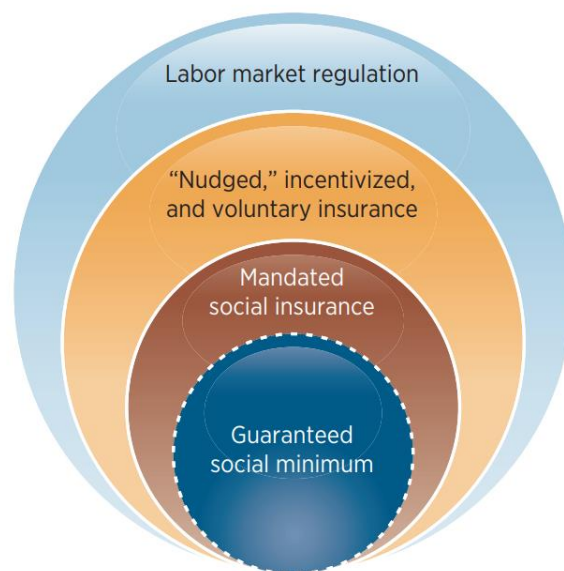 Labor market regulation
“Nudged,” incentivized,
and voluntary insurance
Mandated
social insurance
Guaranteed
social minimum